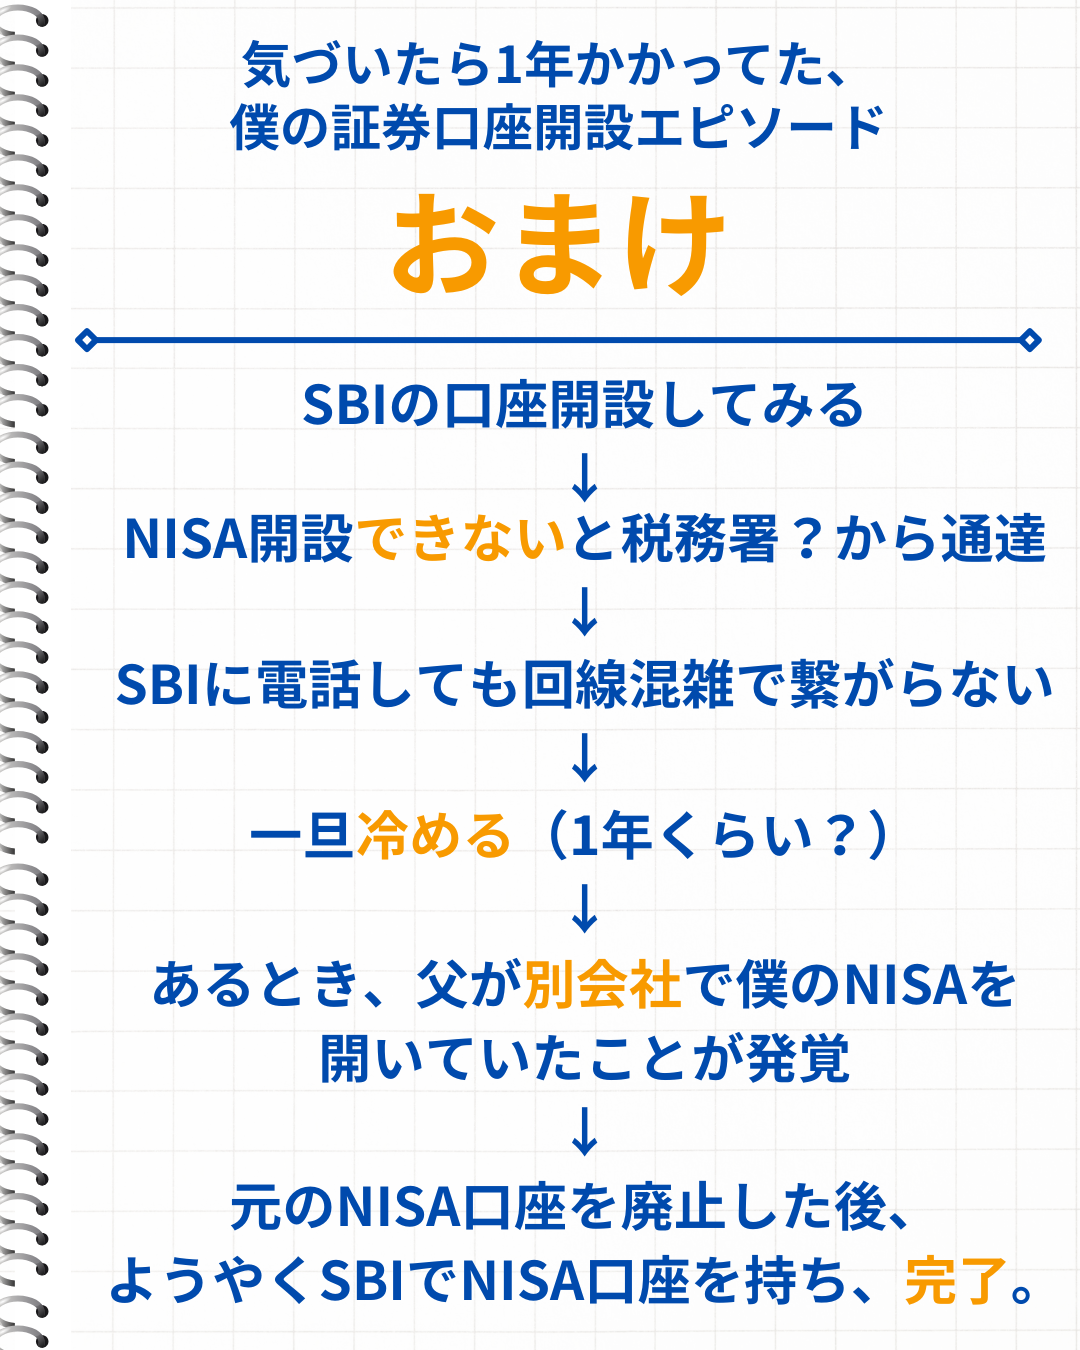 気づいたら1年かかってた、
僕の証券口座開設エピソード
おまけ
SBIの口座開設してみる
↓
NISA開設できないと税務署？から通達
↓
SBIに電話しても回線混雑で繋がらない
↓
一旦冷める（1年くらい？）
↓
あるとき、父が別会社で僕のNISAを
開いていたことが発覚
↓
元のNISA口座を廃止した後、
ようやくSBIでNISA口座を持ち、完了。